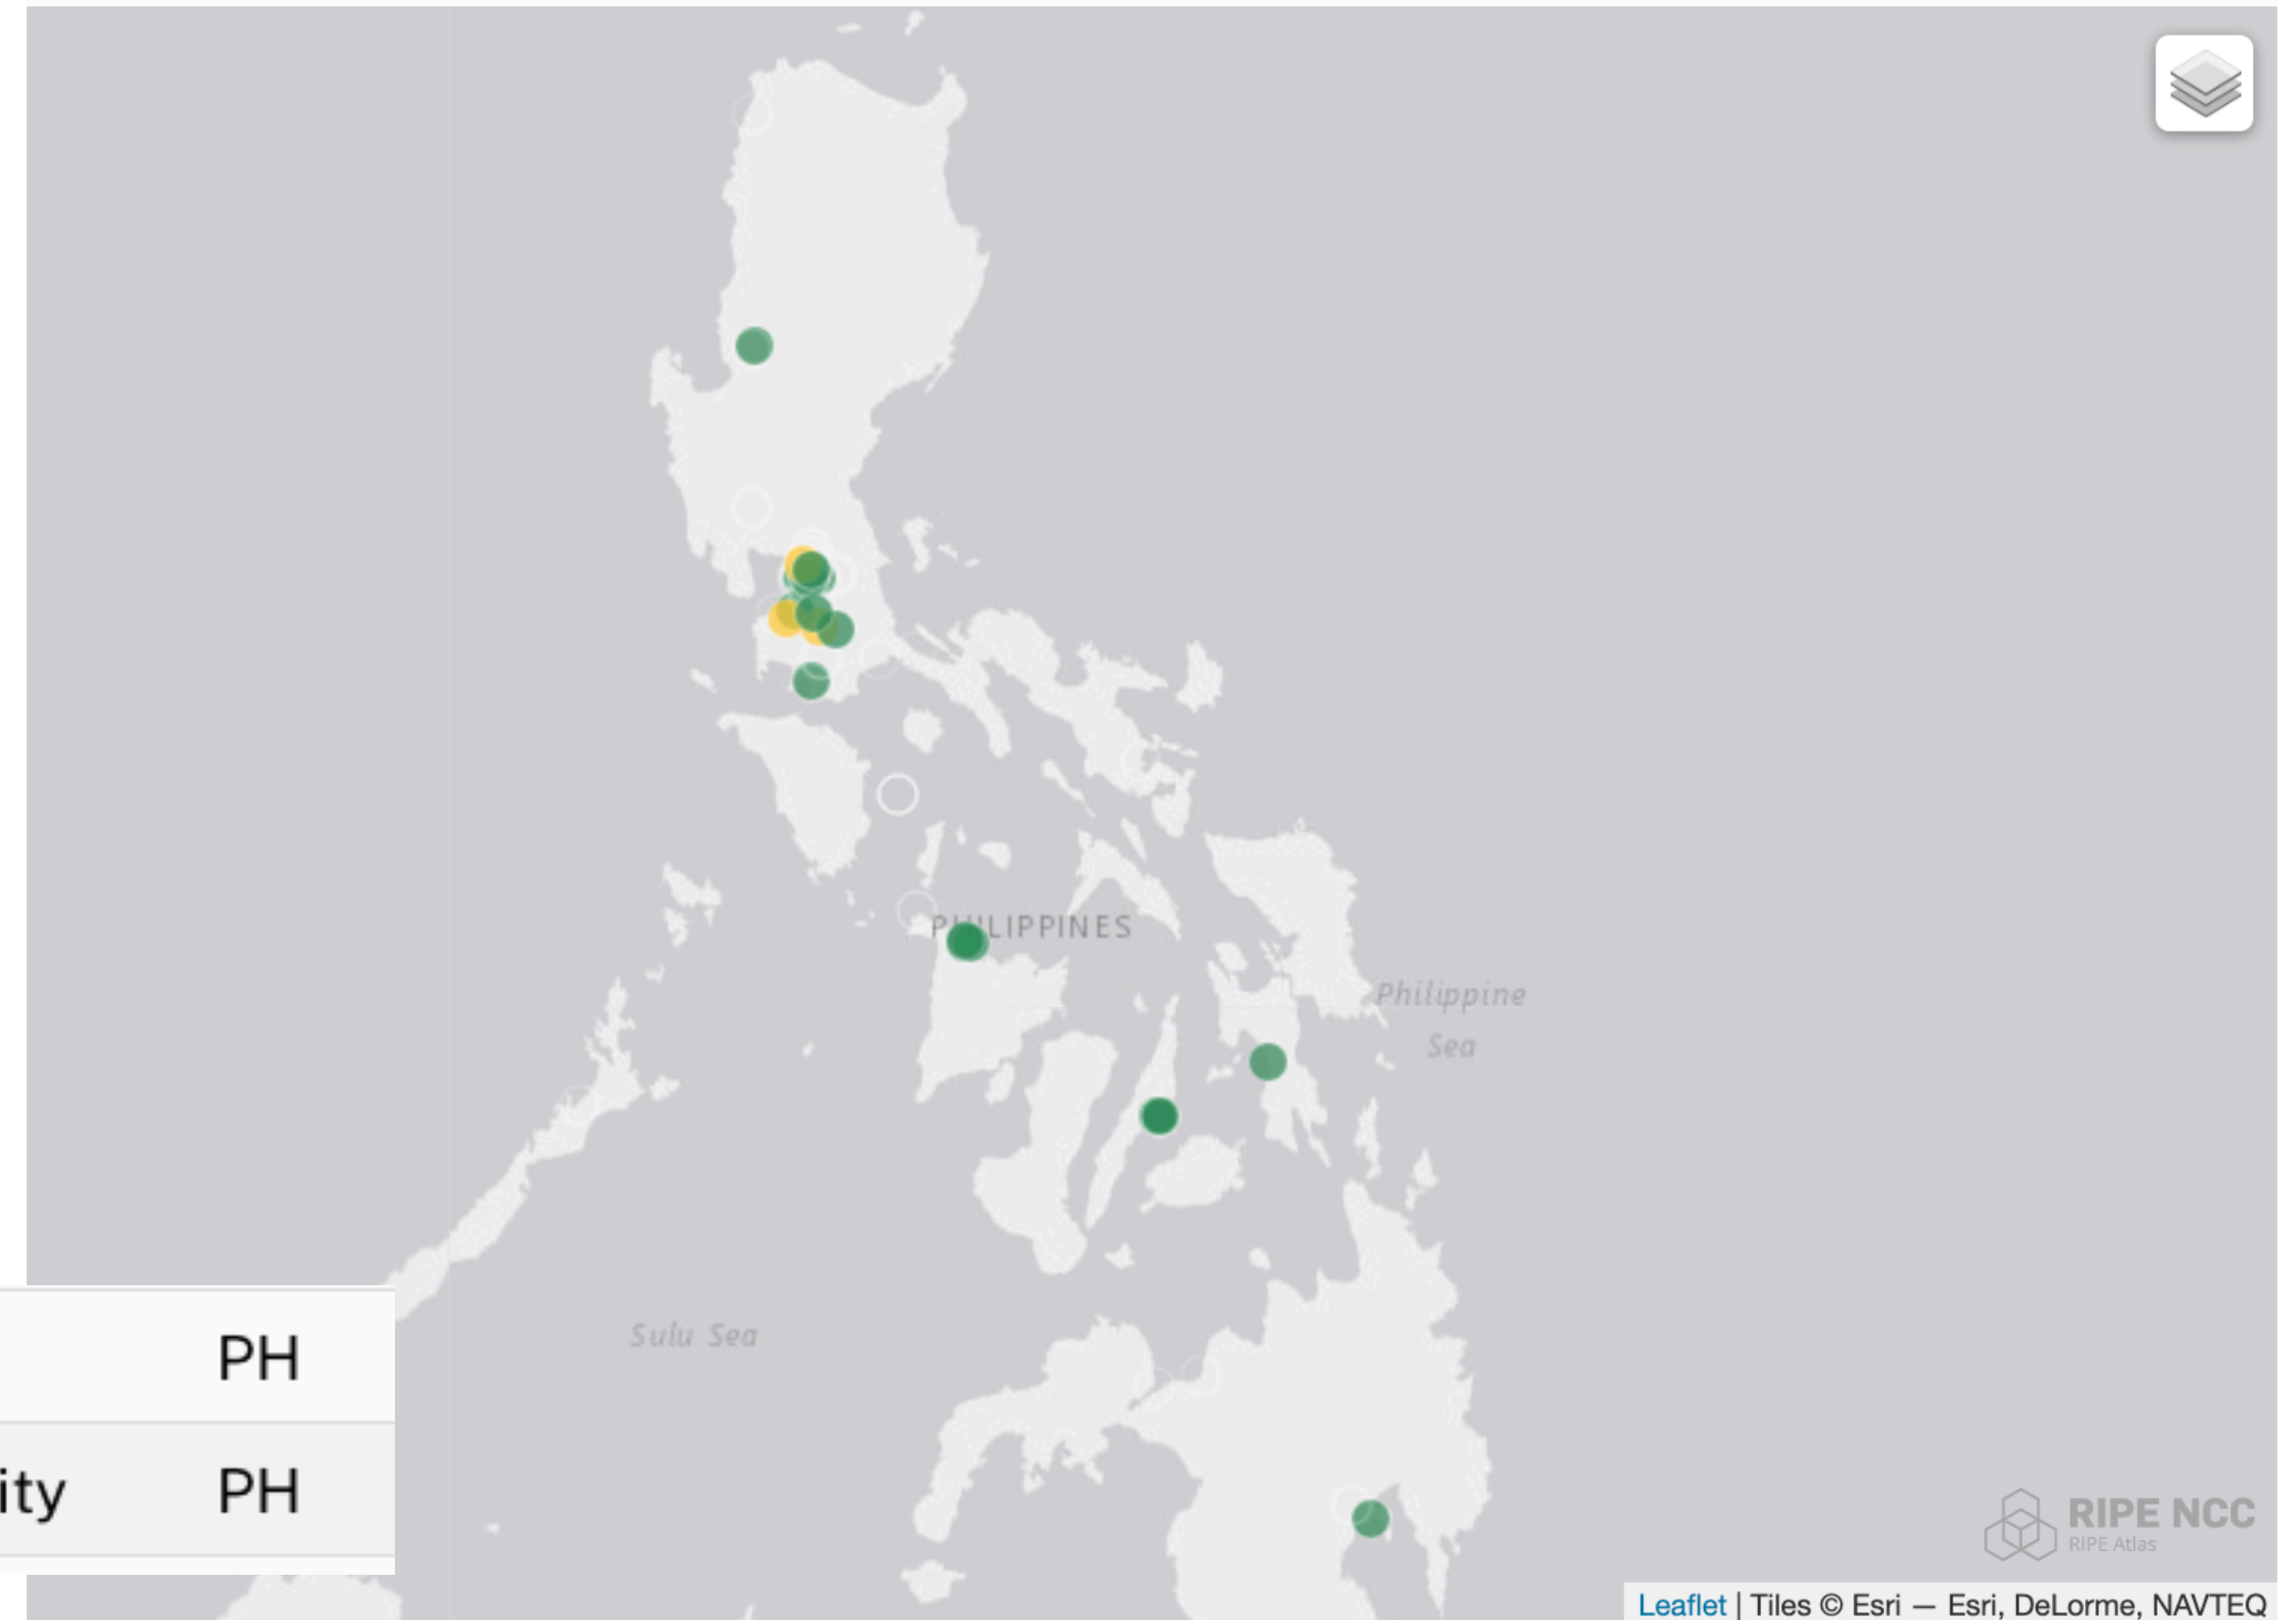 PHILIPPINES
Philippine
Sea
Sulu Sea
PH
ity PH
RIPE NCC
RIPE Atlas
Leaflet | Tiles © Esri — Esri, DeLorme, NAVTEQ